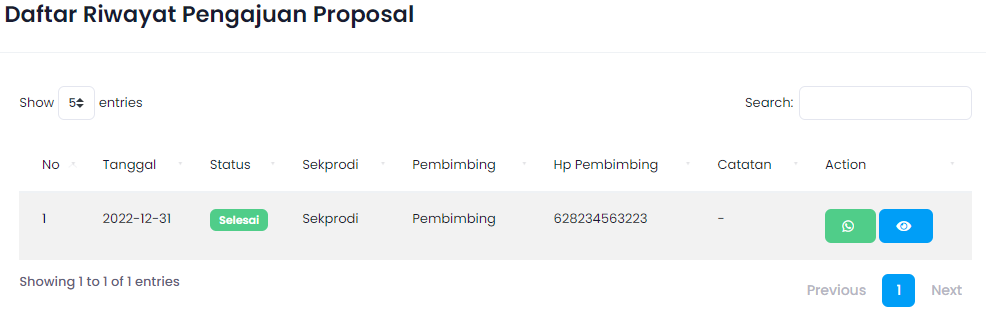 Daftar Riwayat Pengajuan Proposal
Show 5 entries Search:
No Tanggal Status Sekprodi Pembimbing Hp Pembimbing Catatan Action
1 2022-12-31 Selesai Sekprodi Pembimbing 628234563223 -
Showing 1 to 1 of 1 entries
Previous 1 Next